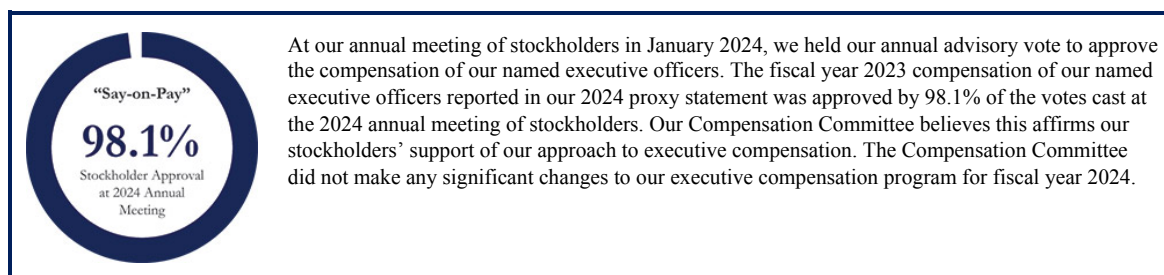 “Say-on-Pay”
98.1%
Stockholder Approval
at 2024 Annual
Meeting
At our annual meeting of stockholders in January 2024, we held our annual advisory vote to approve
the compensation of our named executive officers. The fiscal year 2023 compensation of our named
executive officers reported in our 2024 proxy statement was approved by 98.1% of the votes cast at
the 2024 annual meeting of stockholders. Our Compensation Committee believes this affirms our
stockholders’ support of our approach to executive compensation. The Compensation Committee
did not make any significant changes to our executive compensation program for fiscal year 2024.